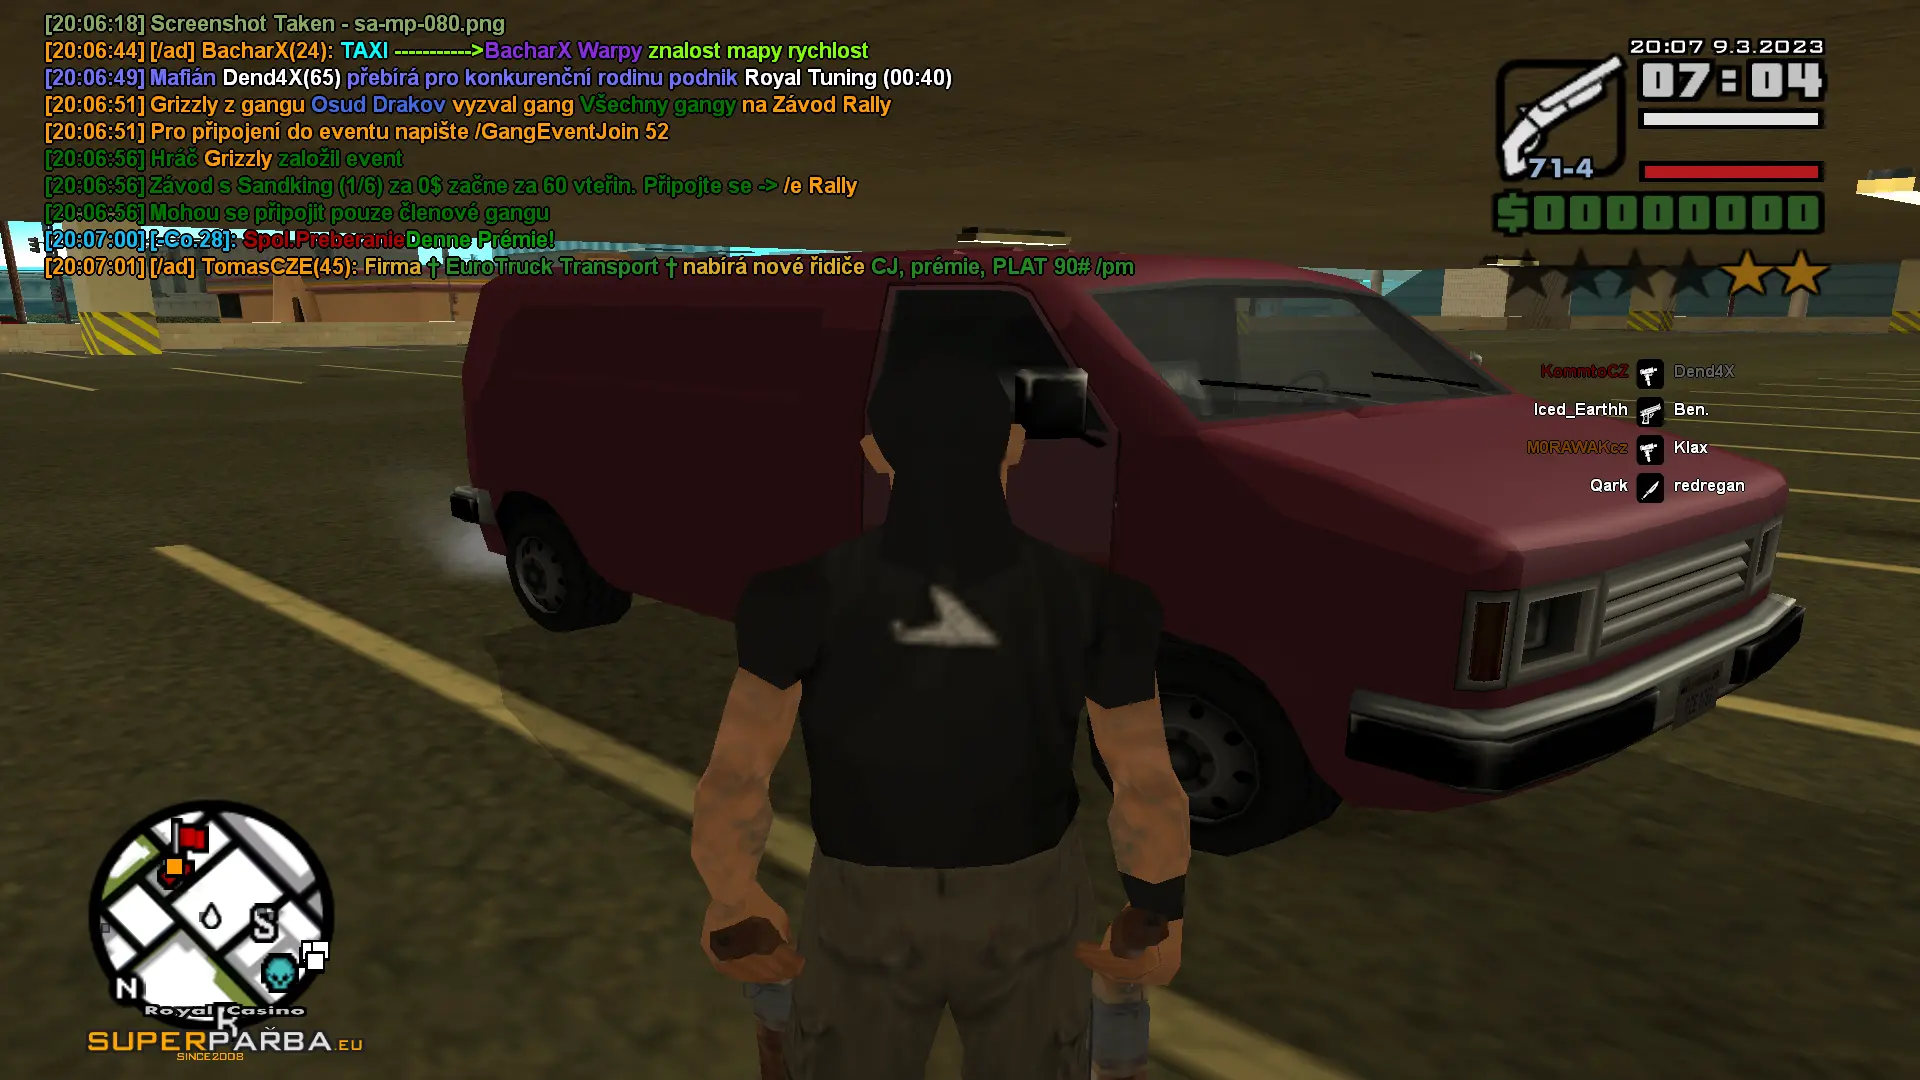 [20:06:18] Screenshot Taken - sa-mp-080.png
[20:06:44] [/ad] BacharX(24): TAXI ----------->BacharX Warpy znalost mapy rychlost
[20:06:49] Mafián Dend4X(65) přebírá pro konkurenční rodinu podnik Royal Tuning (00:40)
[20:06:51] Grizzly z gangu Osud Drakov vyzval gang Všechny gangy na Závod Rally
[20:06:51] Pro připojení do eventu napište /GangEventJoin 52
[20:06:56] Hráč Grizzly založil event
[20:06:56] Závod s Sandking (1/6) za 0$ začne za 60 vteřin. Připojte se -> /e Rally
[20:06:56] Mohou se připojit pouze členové gangu
[20:07:00] [-Co.28]: Spol.PreberanieDenne Prémie!
[20:07:01] [/ad] TomasCZE(45): Firma † EuroTruck Transport † nabírá nové řidiče CJ, prémie, PLAT 90# /pm
20:07 9.3.2023
07:04
71-4
$00000000
KommtoCZ Dend4X
Iced_Earthh Ben.
M0RAWAKcz Klax
Qark redregan
S
N
Royal Casino
SUPERPAŘBA.EU
SINCE2008